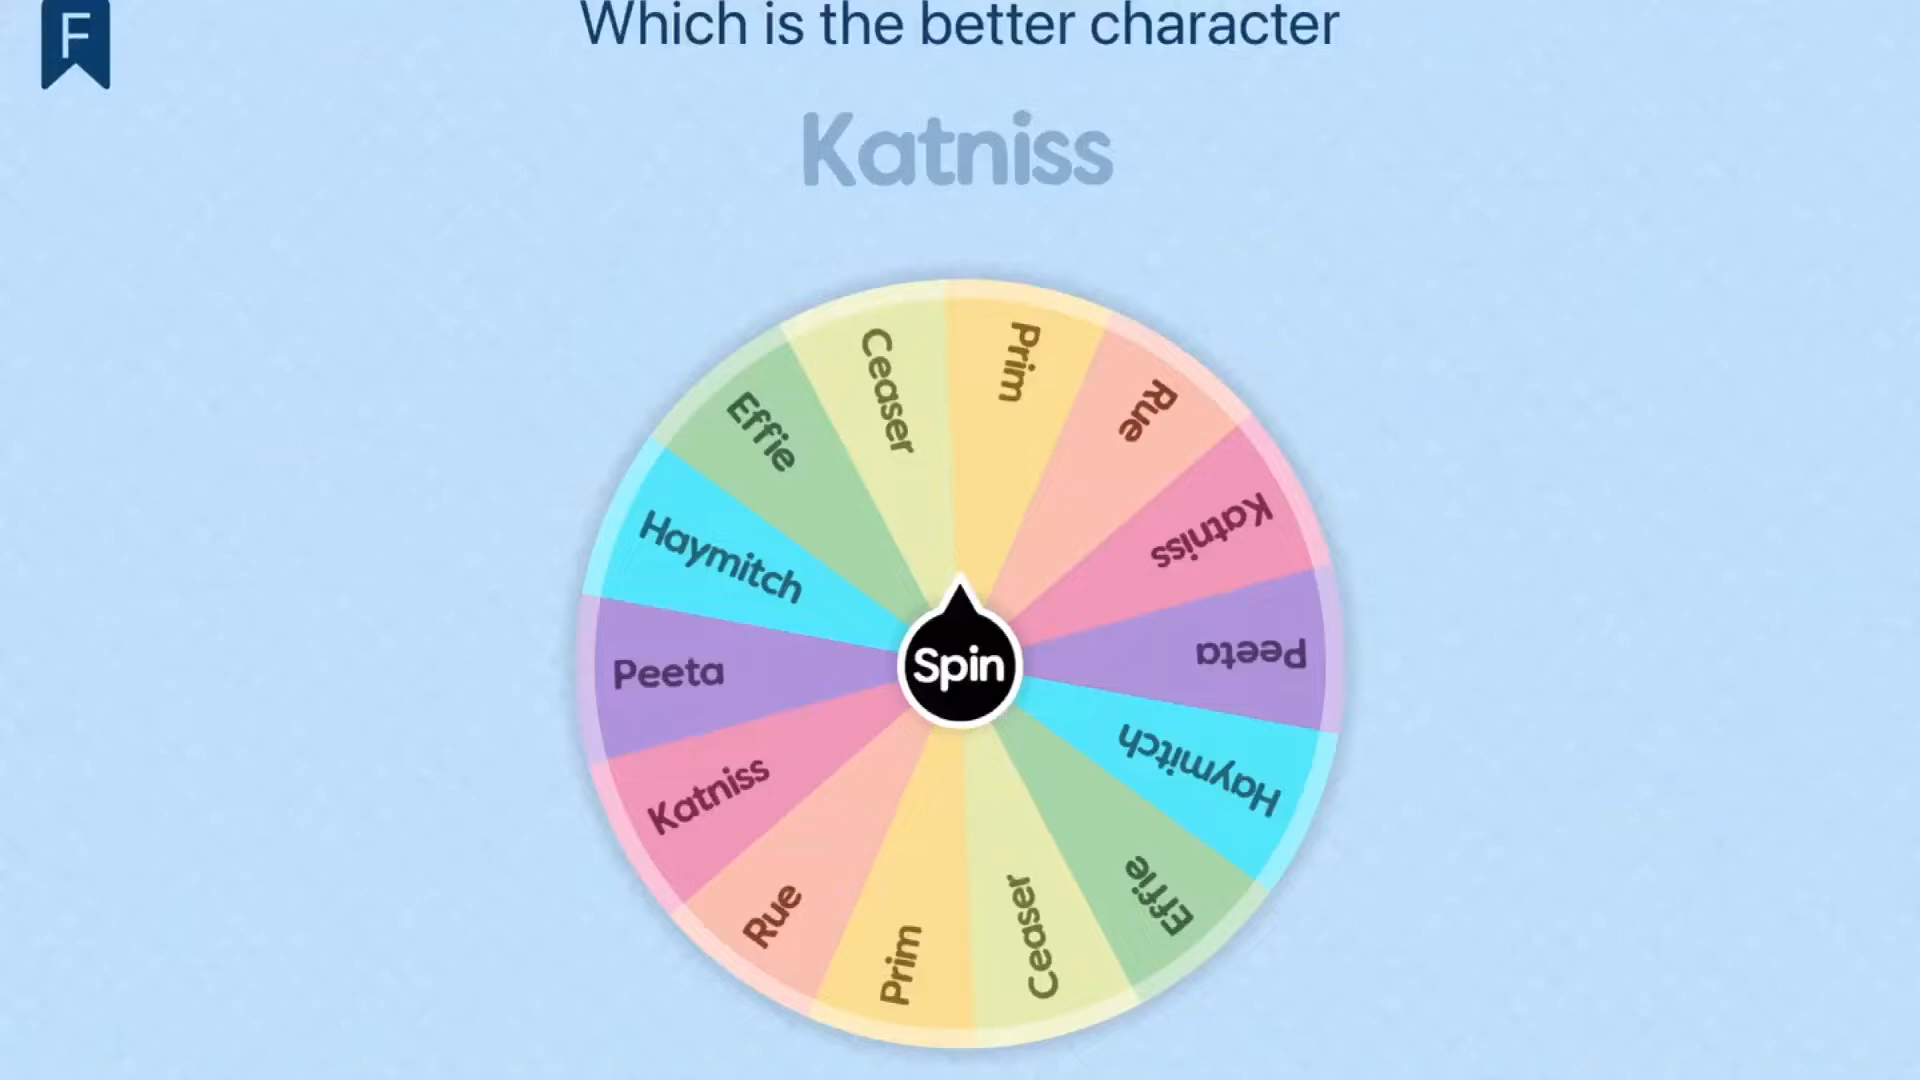 F
Which is the better character
Katniss
Prim
Rue
Katniss
Peeta
Haymitch
Effie
Ceaser
Prim
Rue
Katniss
Peeta
Haymitch
Effie
Ceaser
Spin